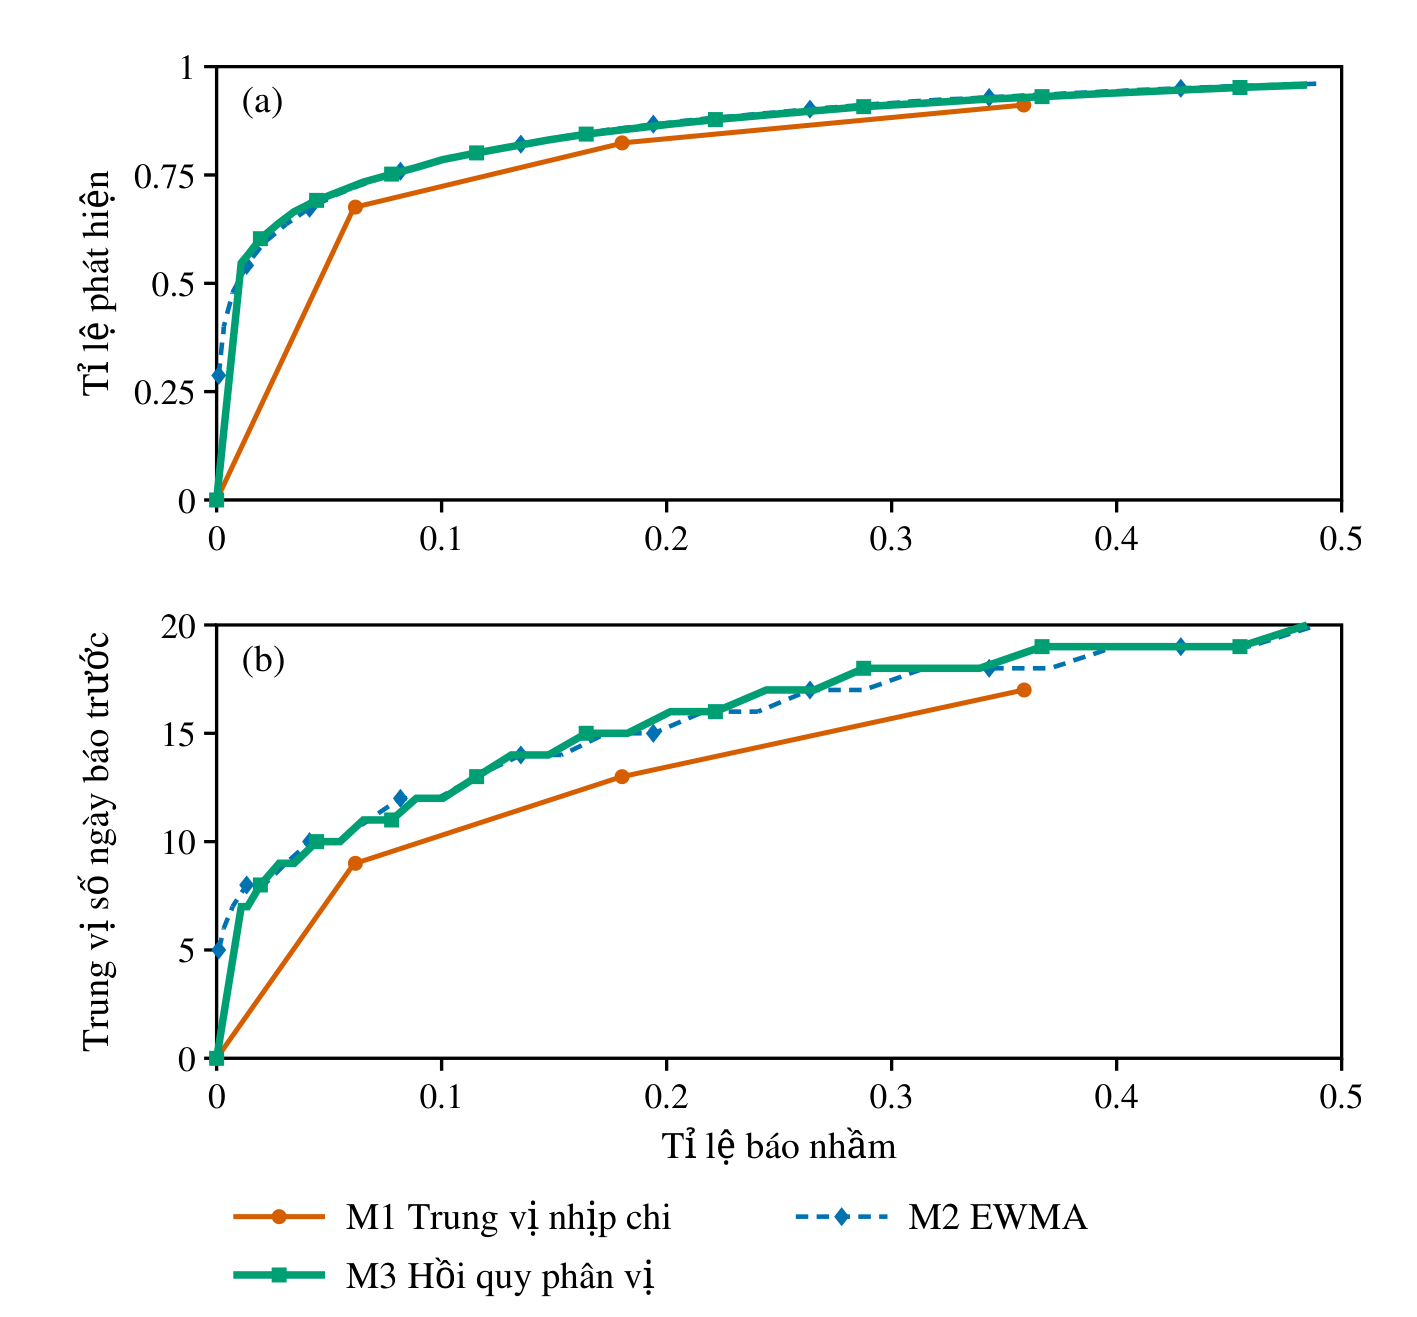 (a)
1
0.75
0.5
0.25
0
Tỉ lệ phát hiện
0 0.1 0.2 0.3 0.4 0.5
(b)
20
15
10
5
0
Trung vị số ngày báo trước
0 0.1 0.2 0.3 0.4 0.5
Tỉ lệ báo nhầm
M1 Trung vị nhịp chi
M2 EWMA
M3 Hồi quy phân vị